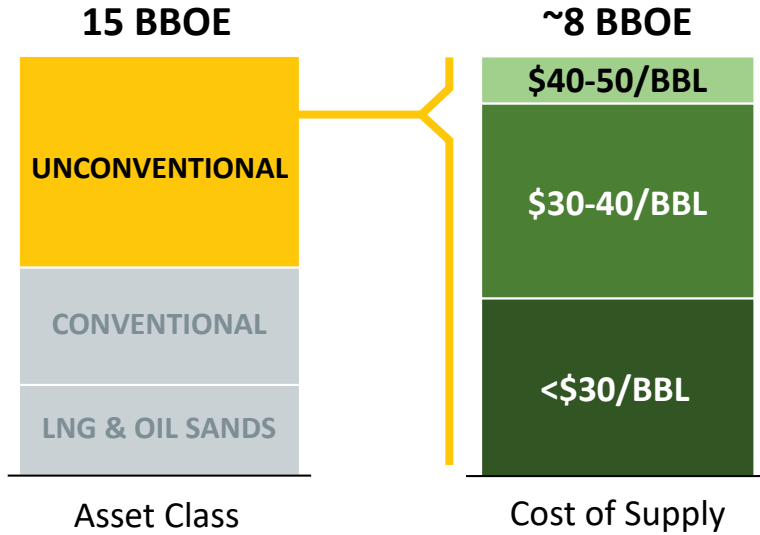 15 BBOE
UNCONVENTIONAL
CONVENTIONAL
LNG & OIL SANDS
Asset Class
~8 BBOE
$40-50/BBL
$30-40/BBL
<$30/BBL
Cost of Supply